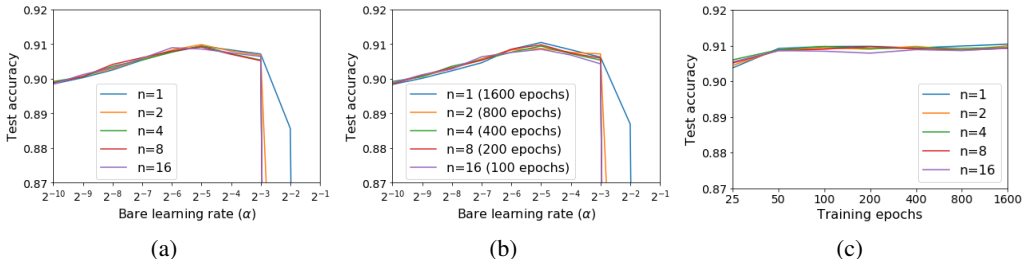 Test accuracy
0.92
0.91
0.90
0.89
0.88
0.87
n=1
n=2
n=4
n=8
n=16
2⁻¹⁰ 2⁻⁹ 2⁻⁸ 2⁻⁷ 2⁻⁶ 2⁻⁵ 2⁻⁴ 2⁻³ 2⁻² 2⁻¹
Bare learning rate (α)
(a)
Test accuracy
0.92
0.91
0.90
0.89
0.88
0.87
n=1 (1600 epochs)
n=2 (800 epochs)
n=4 (400 epochs)
n=8 (200 epochs)
n=16 (100 epochs)
2⁻¹⁰ 2⁻⁹ 2⁻⁸ 2⁻⁷ 2⁻⁶ 2⁻⁵ 2⁻⁴ 2⁻³ 2⁻² 2⁻¹
Bare learning rate (α)
(b)
Test accuracy
0.92
0.91
0.90
0.89
0.88
0.87
n=1
n=2
n=4
n=8
n=16
25 50 100 200 400 800 1600
Training epochs
(c)